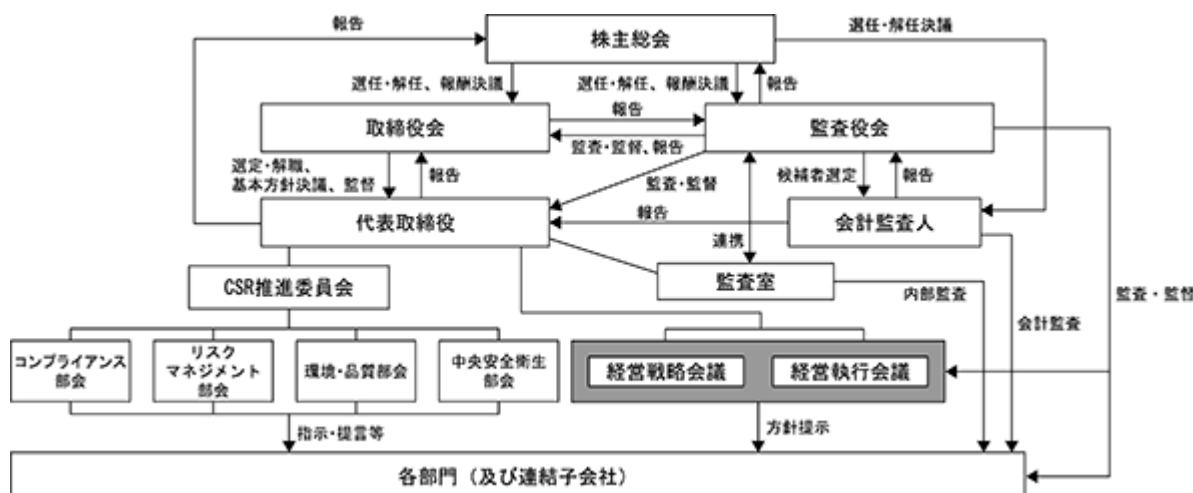 報告
株主総会
選任・解任決議
選任・解任、報酬決議
選任・解任、報酬決議
報告
取締役会
報告
監査役会
監査・監督、報告
選定・解職、
基本方針決議、監督
報告
監査・監督
候補者選定
報告
代表取締役
報告
会計監査人
連携
CSR推進委員会
監査室
内部監査
会計監査
監査・監督
コンプライアンス
部会
リスク
マネジメント
部会
環境・品質部会
中央安全衛生
部会
経営戦略会議
経営執行会議
指示・提言等
方針提示
各部門（及び連結子会社）